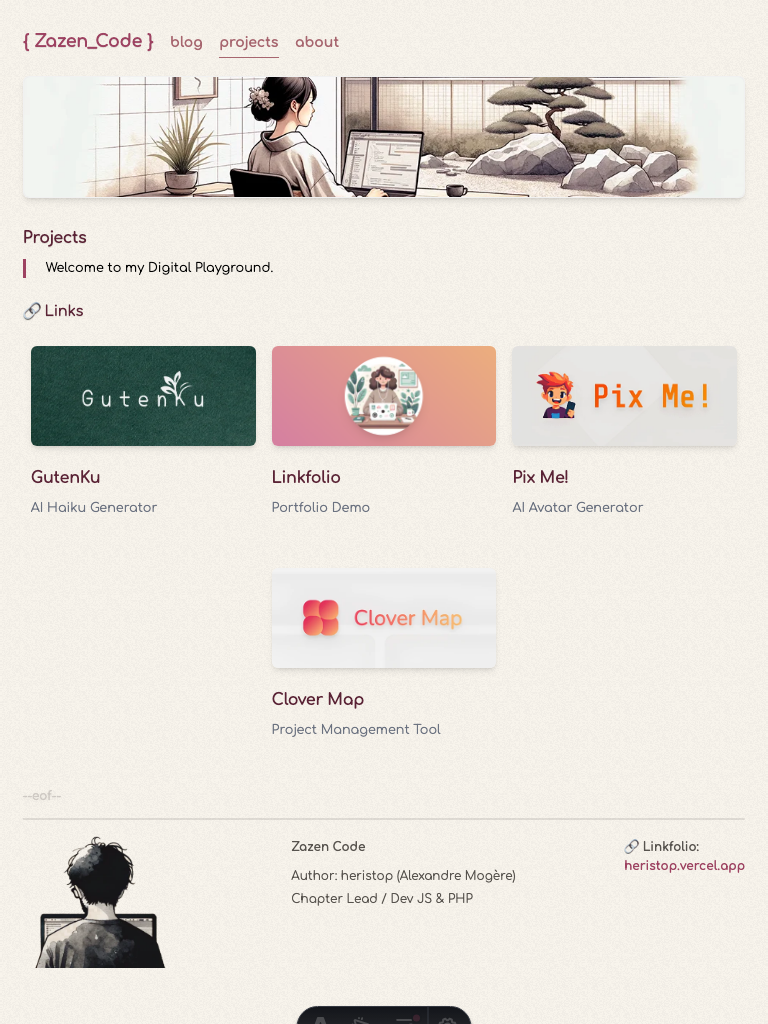 { Zazen_Code }
blog
projects
about
Projects
Welcome to my Digital Playground.
🔗 Links
GutenKu
Pix Me!
GutenKu
AI Haiku Generator
Linkfolio
Portfolio Demo
Pix Me!
AI Avatar Generator
Clover Map
Clover Map
Project Management Tool
--eof--
Zazen Code
Author: heristop (Alexandre Mogère)
Chapter Lead / Dev JS & PHP
🔗 Linkfolio:
heristop.vercel.app